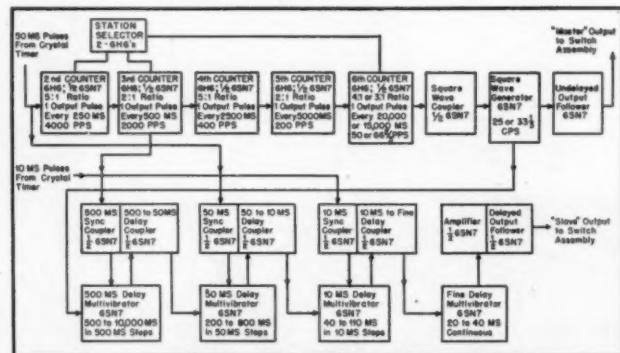 STATION
SELECTOR
2-6H6's
"Master" Output
to Switch
Assembly
50 MS Pulses
From Crystal
Timer
2nd COUNTER
6H6; ½ 6SN7
5:1 Ratio
1 Output Pulse
Every 250 MS
4000 PPS
3rd COUNTER
6H6; ½ 6SN7
2:1 Ratio
1 Output Pulse
Every 500 MS
2000 PPS
4th COUNTER
6H6; ½ 6SN7
5:1 Ratio
1 Output Pulse
Every 2500 MS
400 PPS
5th COUNTER
6H6; ½ 6SN7
2:1 Ratio
1 Output Pulse
Every 5000 MS
200 PPS
6th COUNTER
6H6; ½ 6SN7
4:1 or 3:1 Ratio
1 Output Pulse
Every 20,000
or 15,000 MS
50 or 66⅔ PPS
Square
Wave
Coupler
½ 6SN7
Square
Wave
Generator
6SN7
25 or 33⅓
CPS
Undelayed
Output
Follower
6SN7
10 MS Pulses
From Crystal
Timer
500 MS
Sync
Coupler
½ 6SN7
500 to 50MS
Delay
Coupler
½ 6SN7
50 MS
Sync
Coupler
½ 6SN7
50 to 10 MS
Delay
Coupler
½ 6SN7
10 MS
Sync
Coupler
½ 6SN7
10 MS to Fine
Delay
Coupler
½ 6SN7
Amplifier
½ 6SN7
Delayed
Output
Follower
½ 6SN7
"Slave" Output
to Switch
Assembly
500 MS Delay
Multivibrator
6SN7
500 to 10,000 MS
in 500 MS Steps
50 MS Delay
Multivibrator
6SN7
200 to 800 MS
in 50 MS Steps
10 MS Delay
Multivibrator
6SN7
40 to 110 MS
in 10 MS Steps
Fine Delay
Multivibrator
6SN7
20 to 40 MS
Continuous